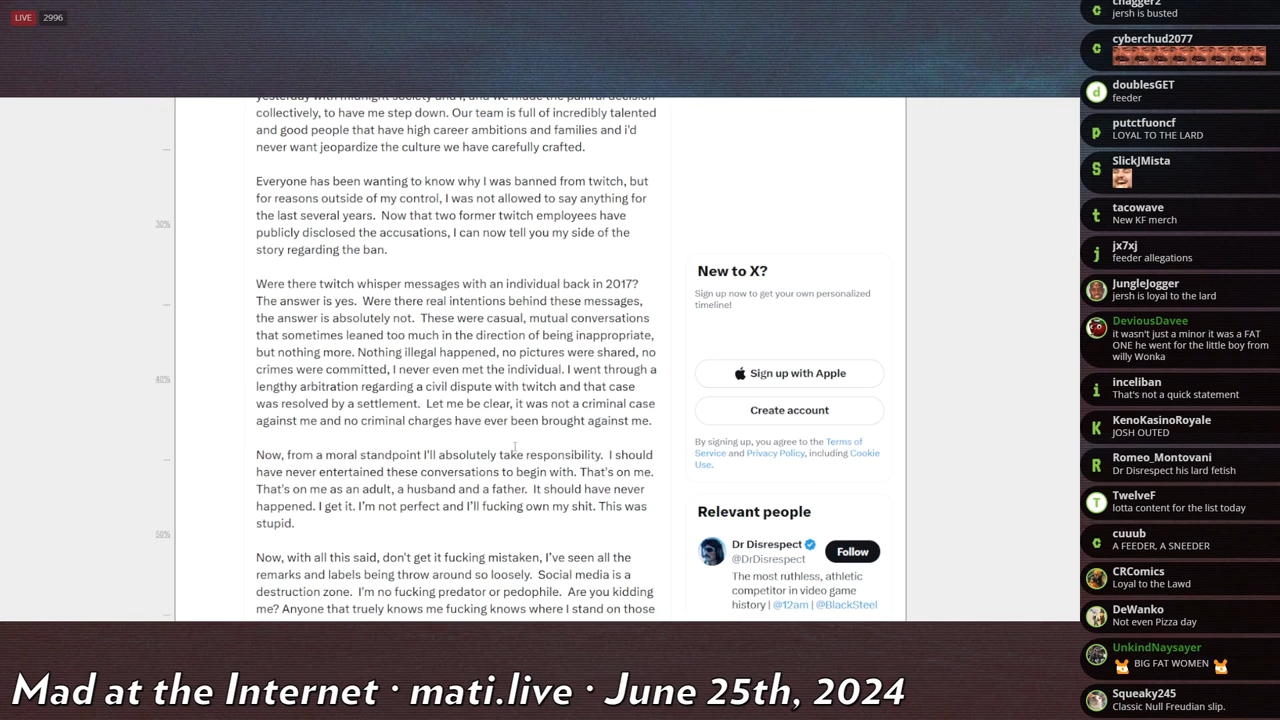 LIVE 2996
yesterday with midnight society and I, and we made the painful decision
collectively, to have me step down. Our team is full of incredibly talented
and good people that have high career ambitions and families and i'd
never want jeopardize the culture we have carefully crafted.
Everyone has been wanting to know why I was banned from twitch, but
for reasons outside of my control, I was not allowed to say anything for
the last several years.  Now that two former twitch employees have
publicly disclosed the accusations, I can now tell you my side of the
story regarding the ban.
Were there twitch whisper messages with an individual back in 2017?
The answer is yes.  Were there real intentions behind these messages,
the answer is absolutely not.  These were casual, mutual conversations
that sometimes leaned too much in the direction of being inappropriate,
but nothing more. Nothing illegal happened, no pictures were shared, no
crimes were committed, I never even met the individual. I went through a
lengthy arbitration regarding a civil dispute with twitch and that case
was resolved by a settlement.  Let me be clear, it was not a criminal case
against me and no criminal charges have ever been brought against me.
Now, from a moral standpoint I'll absolutely take responsibility.  I should
have never entertained these conversations to begin with. That's on me.
That's on me as an adult, a husband and a father.  It should have never
happened. I get it. I'm not perfect and I'll fucking own my shit. This was
stupid.
Now, with all this said, don't get it fucking mistaken, I've seen all the
remarks and labels being throw around so loosely.  Social media is a
destruction zone.  I'm no fucking predator or pedophile.  Are you kidding
me? Anyone that truely knows me fucking knows where I stand on those
30%
40%
50%
New to X?
Sign up now to get your own personalized
timeline!
Sign up with Apple
Create account
By signing up, you agree to the Terms of
Service and Privacy Policy, including Cookie
Use.
Relevant people
Dr Disrespect
@DrDisrespect
Follow
The most ruthless, athletic
competitor in video game
history | @12am | @BlackSteel
chagger2
jersh is busted
cyberchud2077
doublesGET
feeder
putctfuoncf
LOYAL TO THE LARD
SlickJMista
tacowave
New KF merch
jx7xj
feeder allegations
JungleJogger
jersh is loyal to the lard
DeviousDavee
it wasn't just a minor it was a FAT
ONE he went for the little boy from
willy Wonka
inceliban
That's not a quick statement
KenoKasinoRoyale
JOSH OUTED
Romeo_Montovani
Dr Disrespect his lard fetish
TwelveF
lotta content for the list today
cuuub
A FEEDER, A SNEEDER
CRComics
Loyal to the Lawd
DeWanko
Not even Pizza day
UnkindNaysayer
BIG FAT WOMEN
Squeaky245
Classic Null Freudian slip.
Mad at the Internet · mati.live · June 25th, 2024